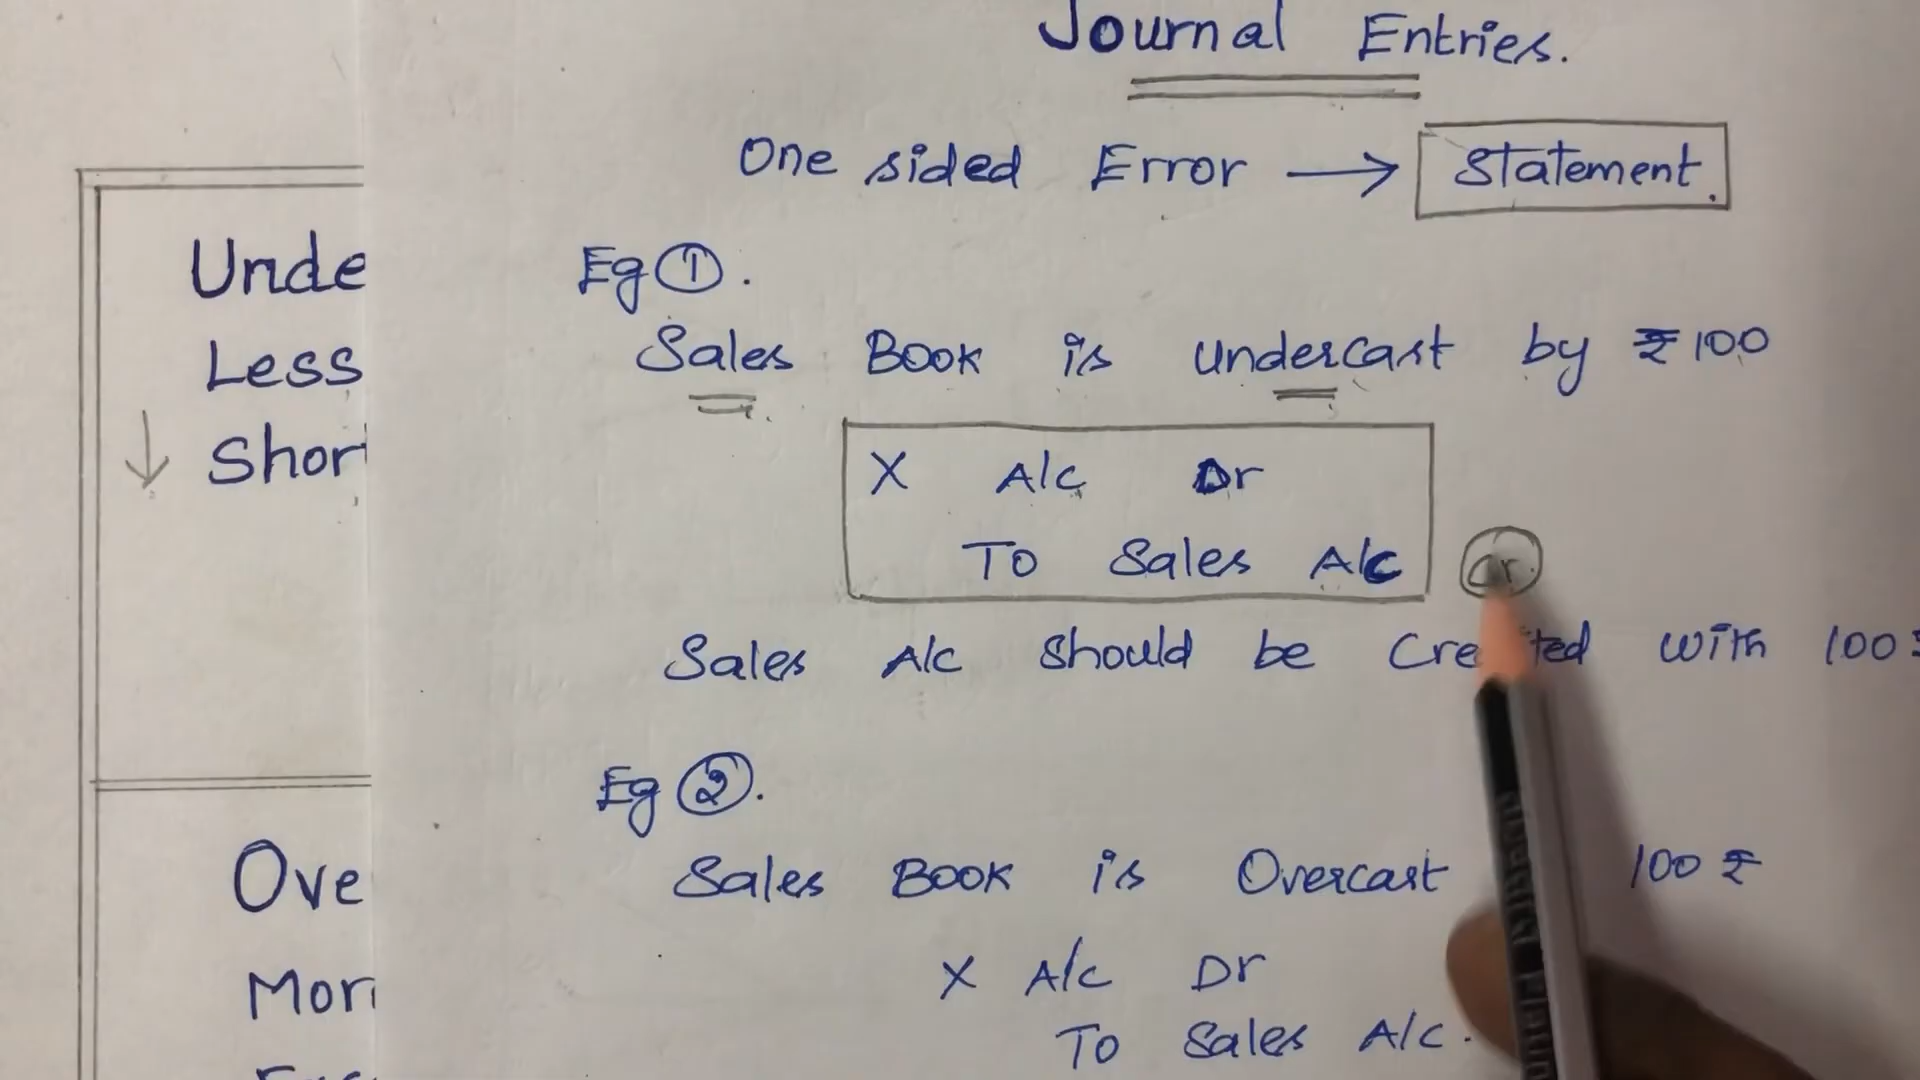 Journal Entries.
One sided Error → Statement.
Eg ①.
Sales Book is undercast by ₹100
X A/c Dr
To Sales A/c Cr.
Sales A/c should be with 100
Eg ②.
Sales Book is Overcast 100 ₹
X A/c Dr
To Sales A/c.
Unde
Less
↓ Shor
Ove
Mor